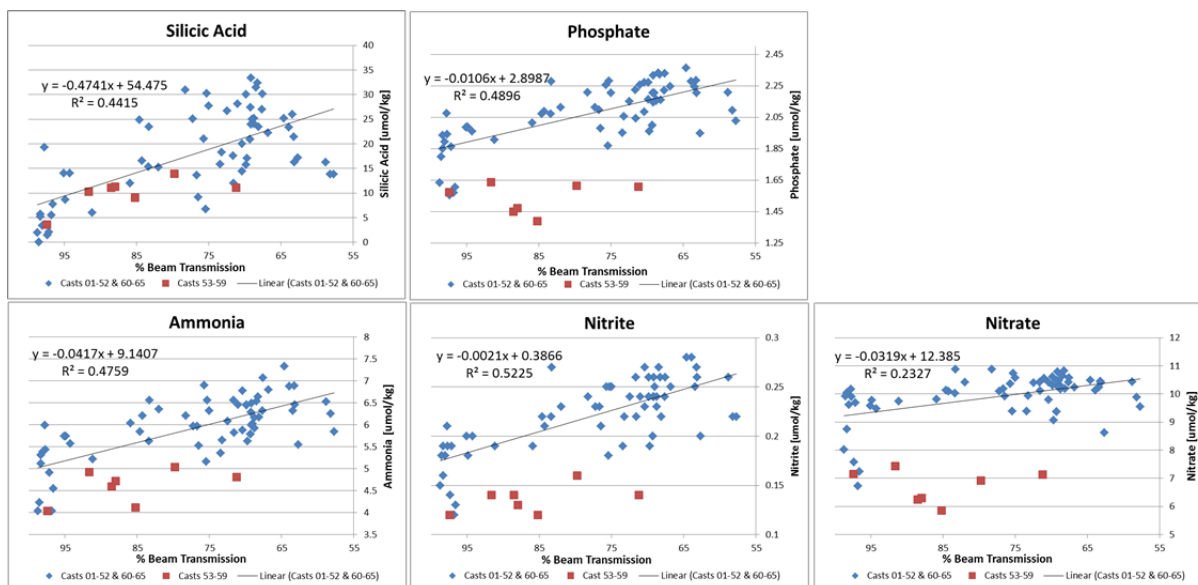 Silicic Acid
y = -0.4741x + 54.475
R² = 0.4415
40
35
30
25
20
15
10
5
0
Silicic Acid [umol/kg]
95 85 75 65 55
% Beam Transmission
Casts 01-52 & 60-65 Casts 53-59 Linear (Casts 01-52 & 60-65)
Phosphate
y = -0.0106x + 2.8987
R² = 0.4896
2.45
2.25
2.05
1.85
1.65
1.45
1.25
Phosphate [umol/kg]
95 85 75 65 55
% Beam Transmission
Casts 01-52 & 60-65 Casts 53-59 Linear (Casts 01-52 & 60-65)
Ammonia
y = -0.0417x + 9.1407
R² = 0.4759
8
7.5
7
6.5
6
5.5
5
4.5
4
3.5
Ammonia [umol/kg]
95 85 75 65 55
% Beam Transmission
Casts 01-52 & 60-65 Casts 53-59 Linear (Casts 01-52 & 60-65)
Nitrite
y = -0.0021x + 0.3866
R² = 0.5225
0.3
0.25
0.2
0.15
0.1
Nitrite [umol/kg]
95 85 75 65 55
% Beam Transmission
Casts 01-52 & 60-65 Cast 53-59 Linear (Casts 01-52 & 60-65)
Nitrate
y = -0.0319x + 12.385
R² = 0.2327
12
11
10
9
8
7
6
5
Nitrate [umol/kg]
95 85 75 65 55
% Beam Transmission
Casts 01-52 & 60-65 Casts 53-59 Linear (Casts 01-52 & 60-65)